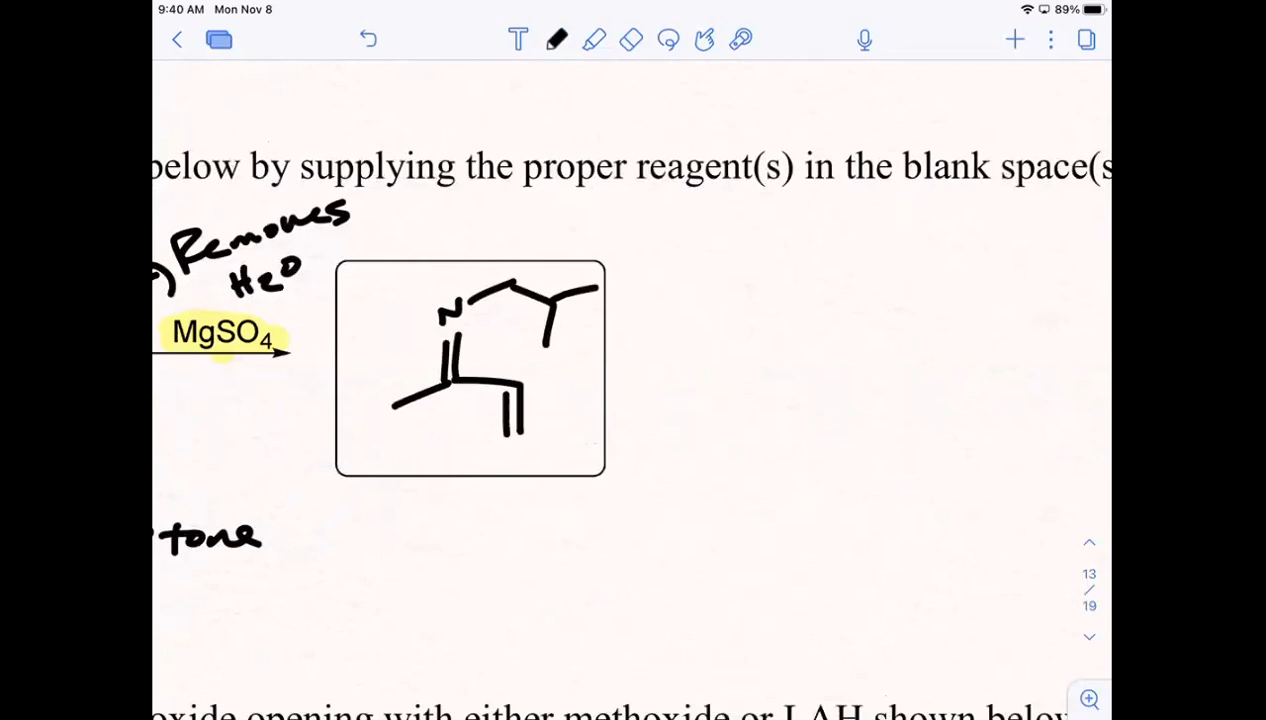 9:40 AM Mon Nov 8
89%
below by supplying the proper reagent(s) in the blank space(s
Removes
H2O
MgSO4
N
tone
13
/
19
oxide opening with either methoxide or LAH shown below